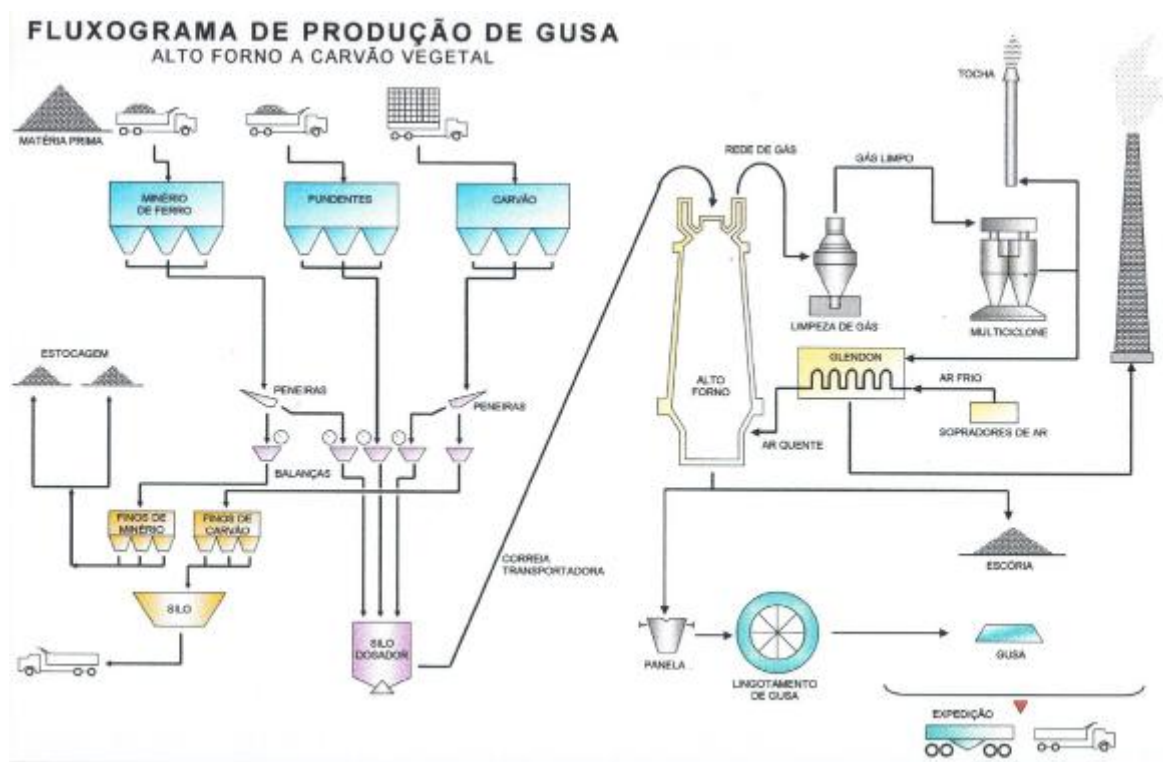 FLUXOGRAMA DE PRODUÇÃO DE GUSA
ALTO FORNO A CARVÃO VEGETAL
MATÉRIA PRIMA
MINÉRIO
DE FERRO
FUNDENTES
CARVÃO
ESTOCAGEM
PENEIRAS
PENEIRAS
BALANÇAS
FINOS DE
MINÉRIO
FINOS DE
CARVÃO
SILO
SILO
DOSADOR
CORREIA
TRANSPORTADORA
REDE DE GÁS
GÁS LIMPO
TOCHA
LIMPEZA DE GÁS
MULTICICLONE
GLENDON
ALTO
FORNO
AR FRIO
SOPRADORES DE AR
AR QUENTE
ESCÓRIA
PANELA
LINGOTAMENTO
DE GUSA
GUSA
EXPEDIÇÃO